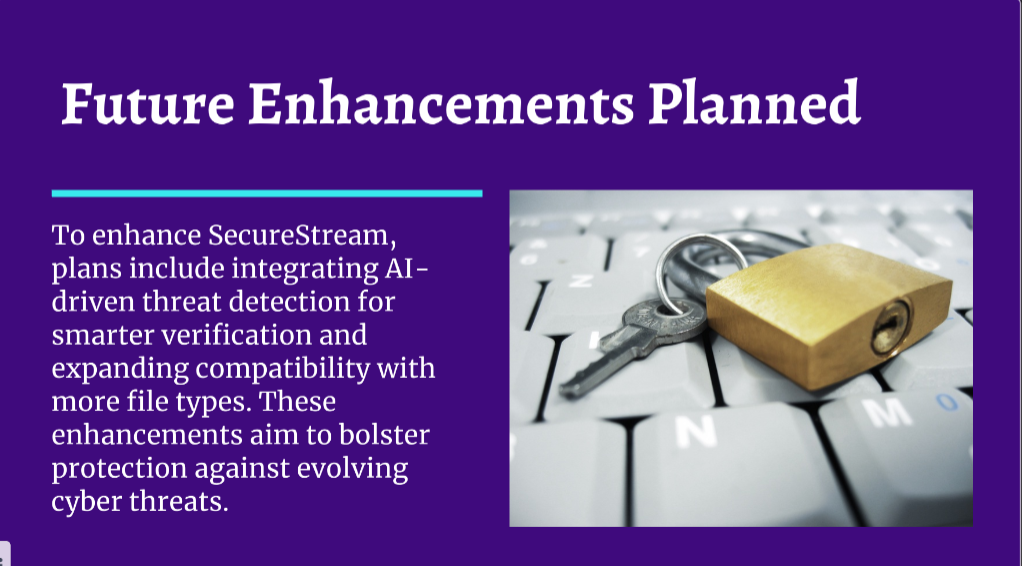 Future Enhancements Planned
To enhance SecureStream,
plans include integrating AI-
driven threat detection for
smarter verification and
expanding compatibility with
more file types. These
enhancements aim to bolster
protection against evolving
cyber threats.
N
M